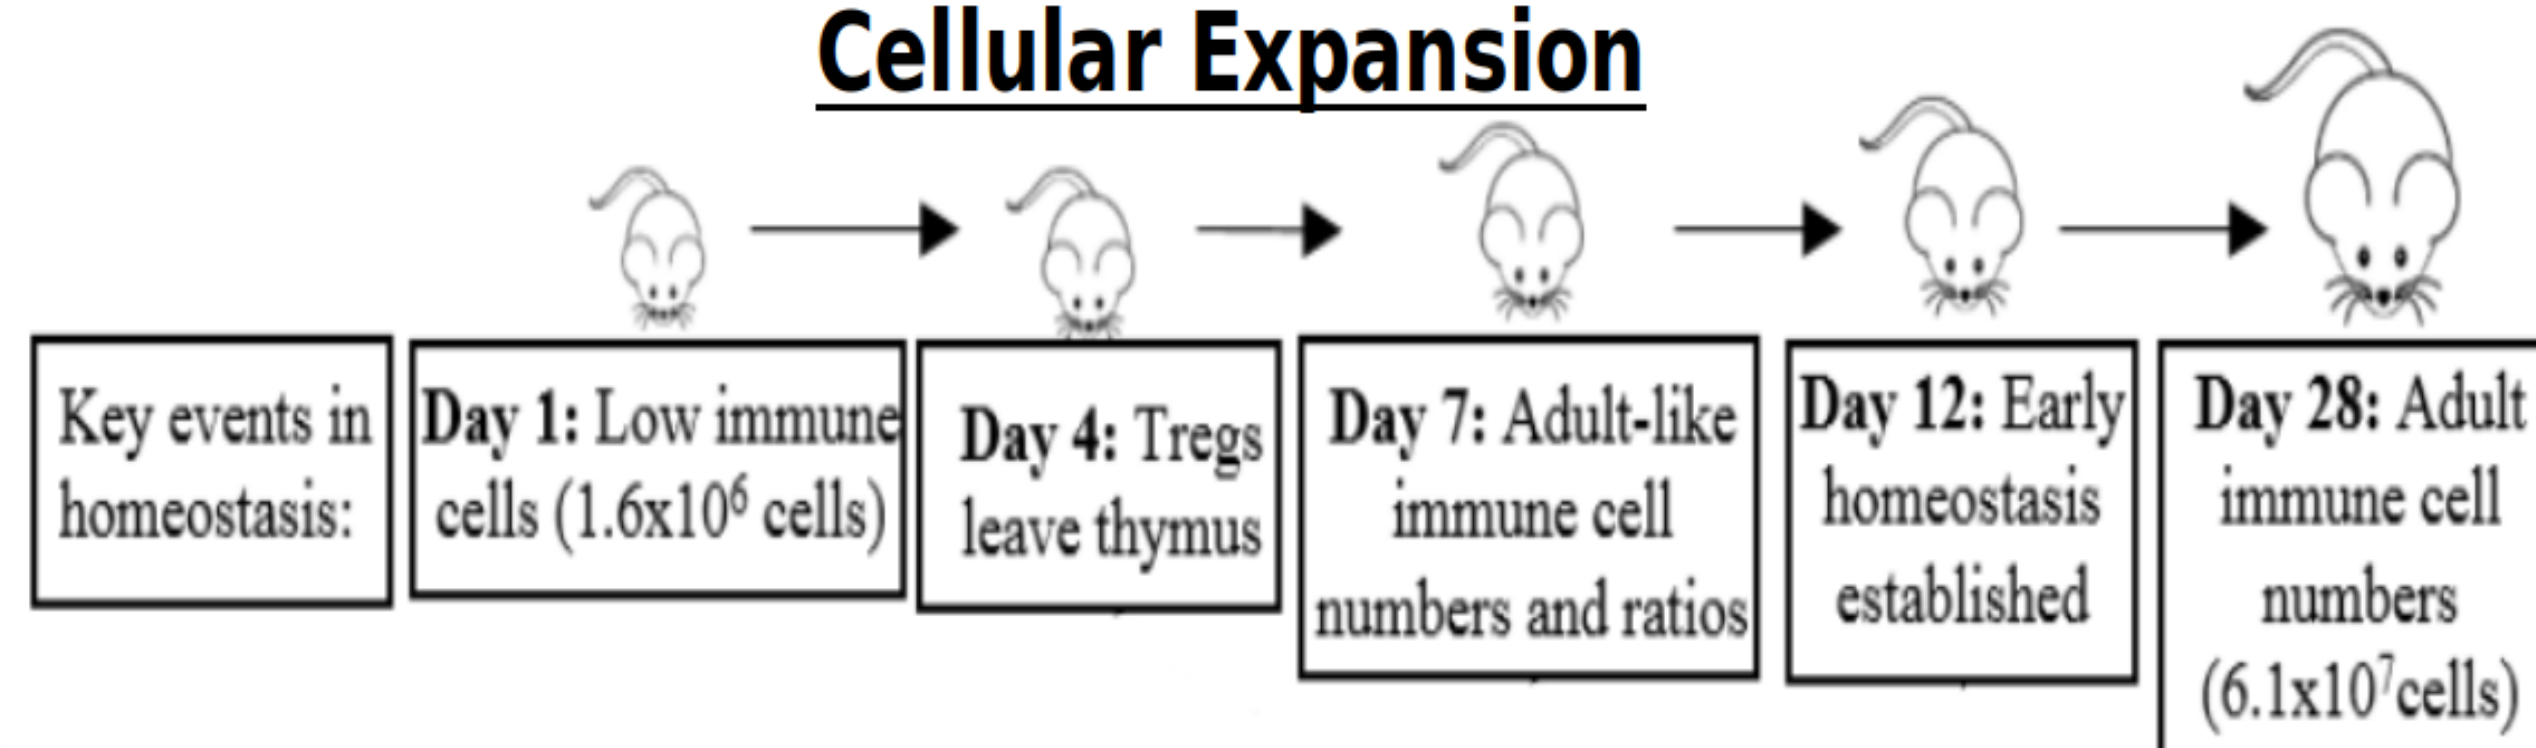 Cellular Expansion
Key events in
homeostasis:
Day 1: Low immune
cells (1.6x10⁶ cells)
Day 4: Tregs
leave thymus
Day 7: Adult-like
immune cell
numbers and ratios
Day 12: Early
homeostasis
established
Day 28: Adult
immune cell
numbers
(6.1x10⁷cells)